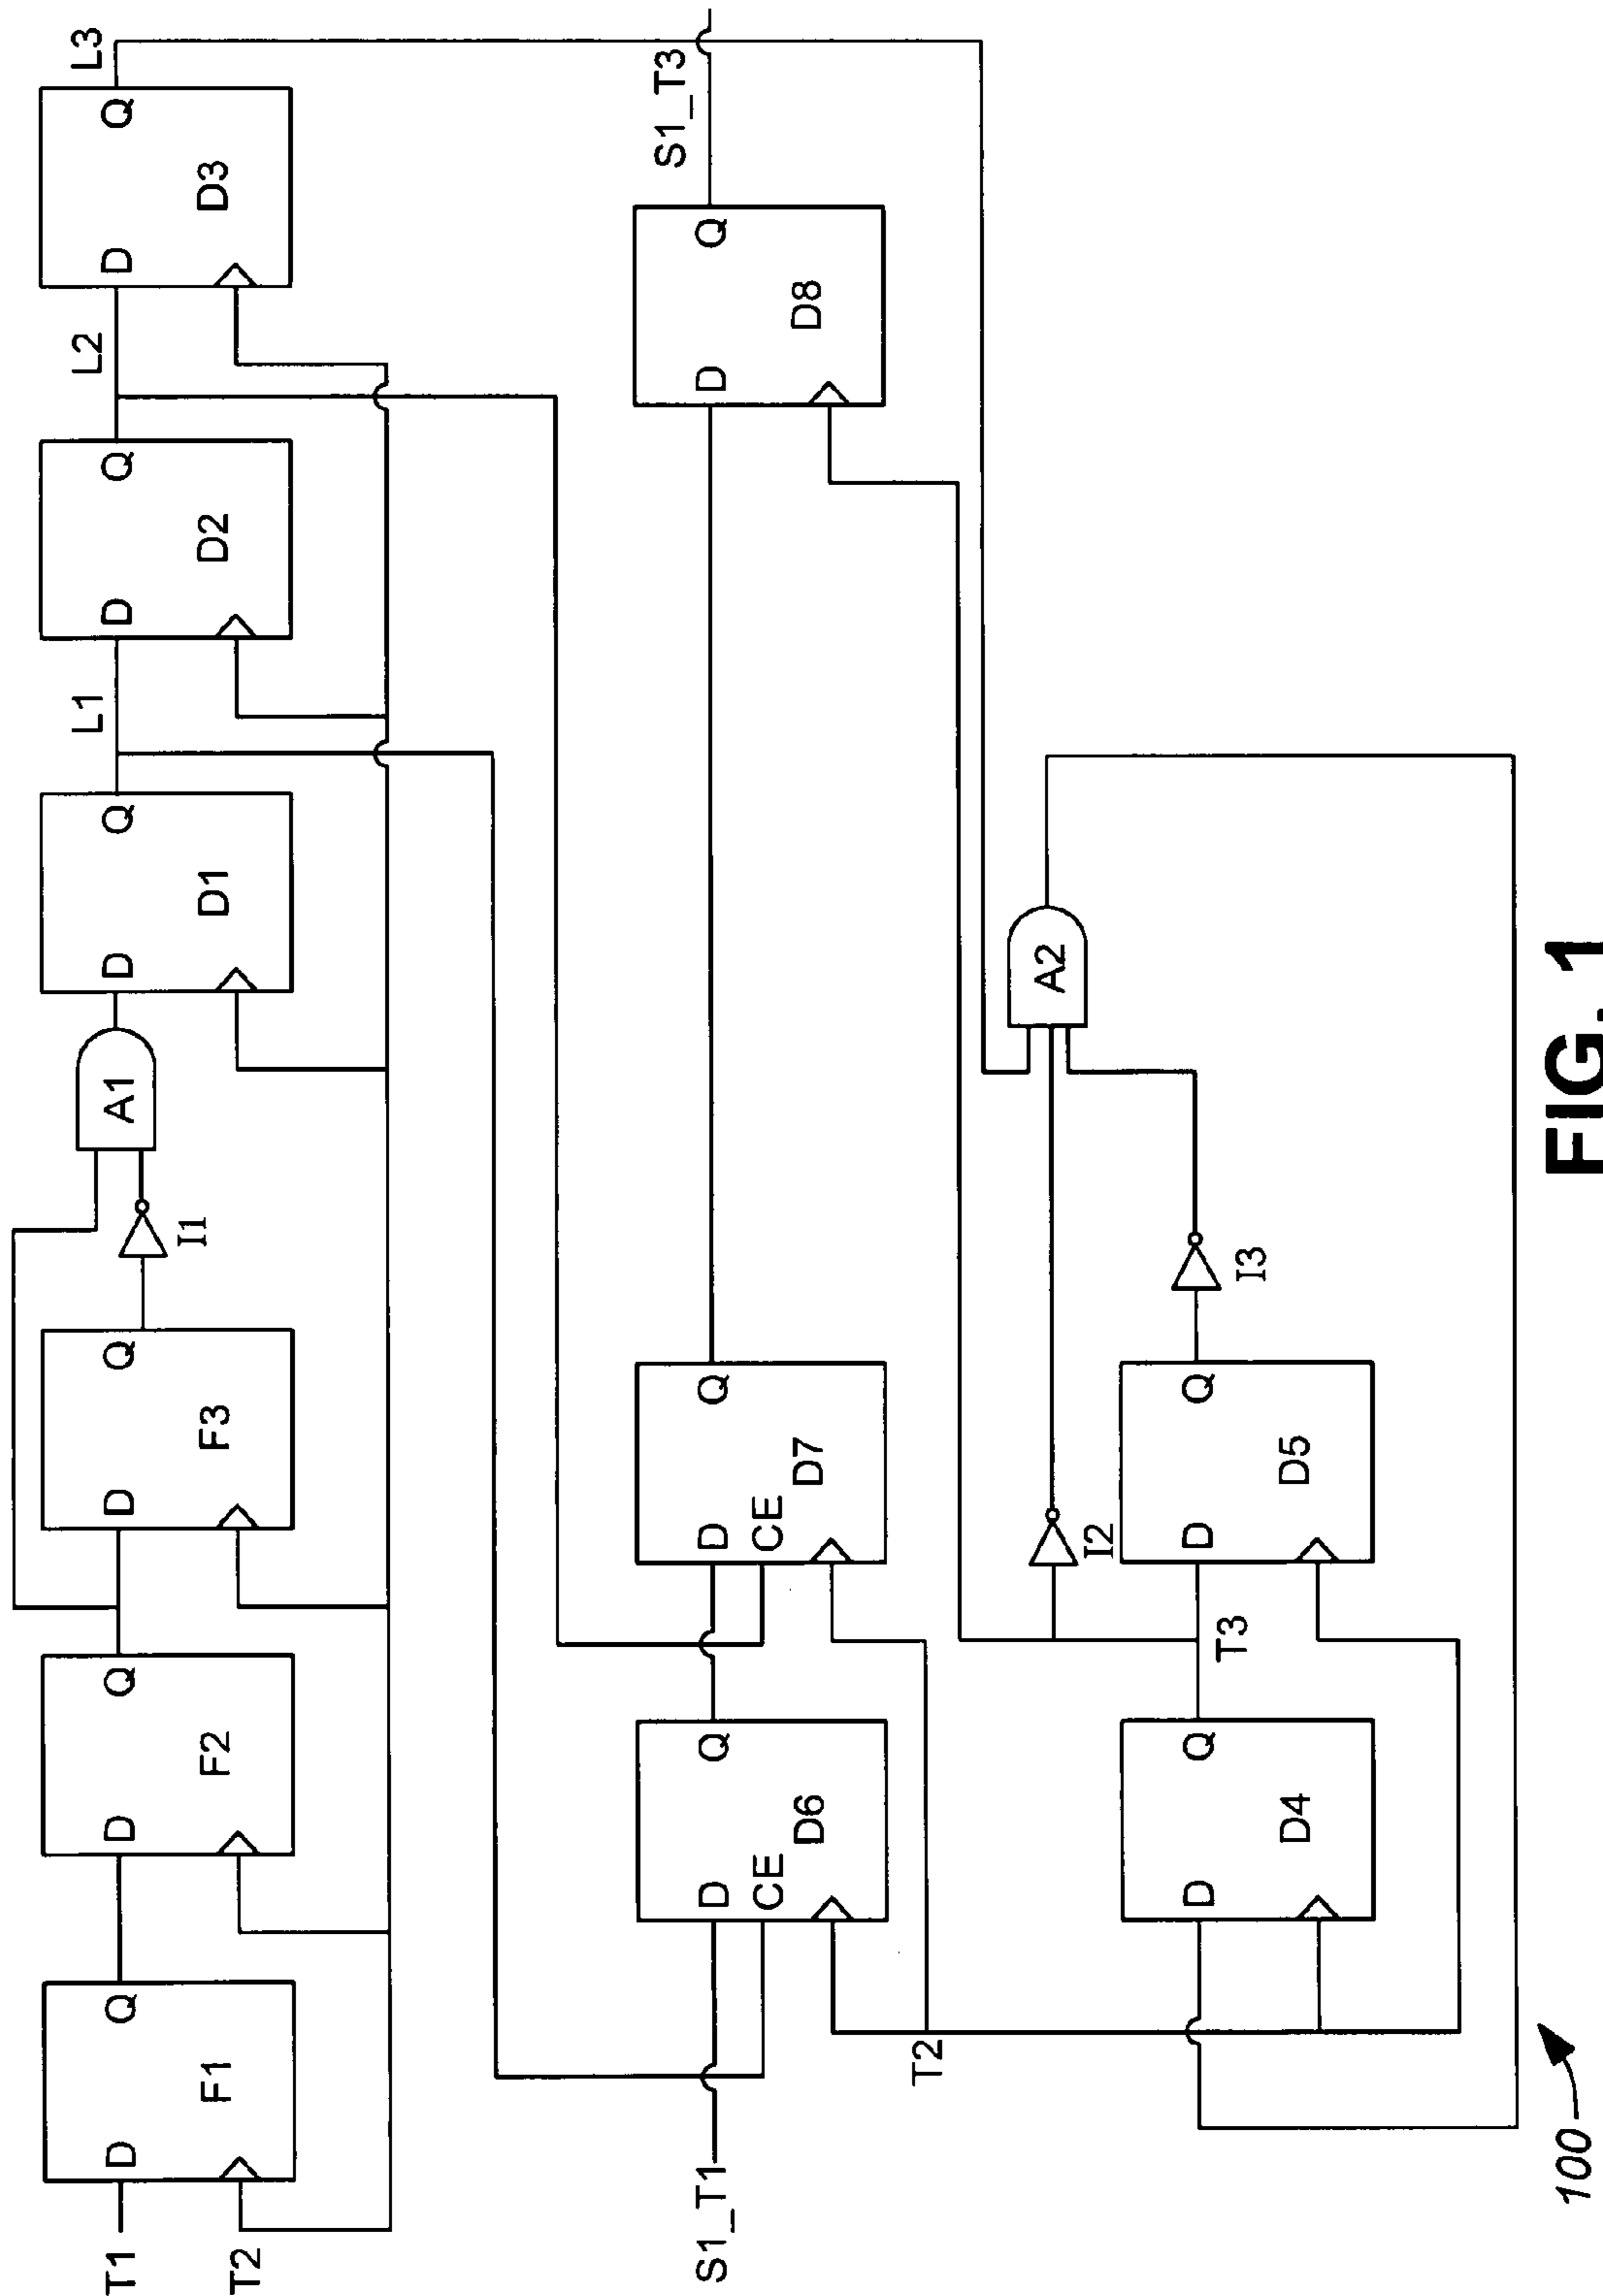 T1
D
Q
F1
D
Q
F2
D
Q
F3
I1
A1
D
Q
D1
L1
D
Q
D2
L2
D
Q
D3
L3
T2
S1_T1
D
Q
CE
D6
D
Q
CE
D7
D
Q
D8
S1_T3
T2
D
Q
D4
T3
D
Q
D5
I2
I3
A2
100
FIG. 1